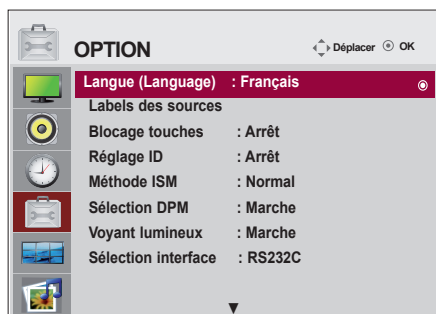 OPTION
Déplacer OK
Langue (Language) : Français
Labels des sources
Blocage touches : Arrêt
Réglage ID : Arrêt
Méthode ISM : Normal
Sélection DPM : Marche
Voyant lumineux : Marche
Sélection interface : RS232C